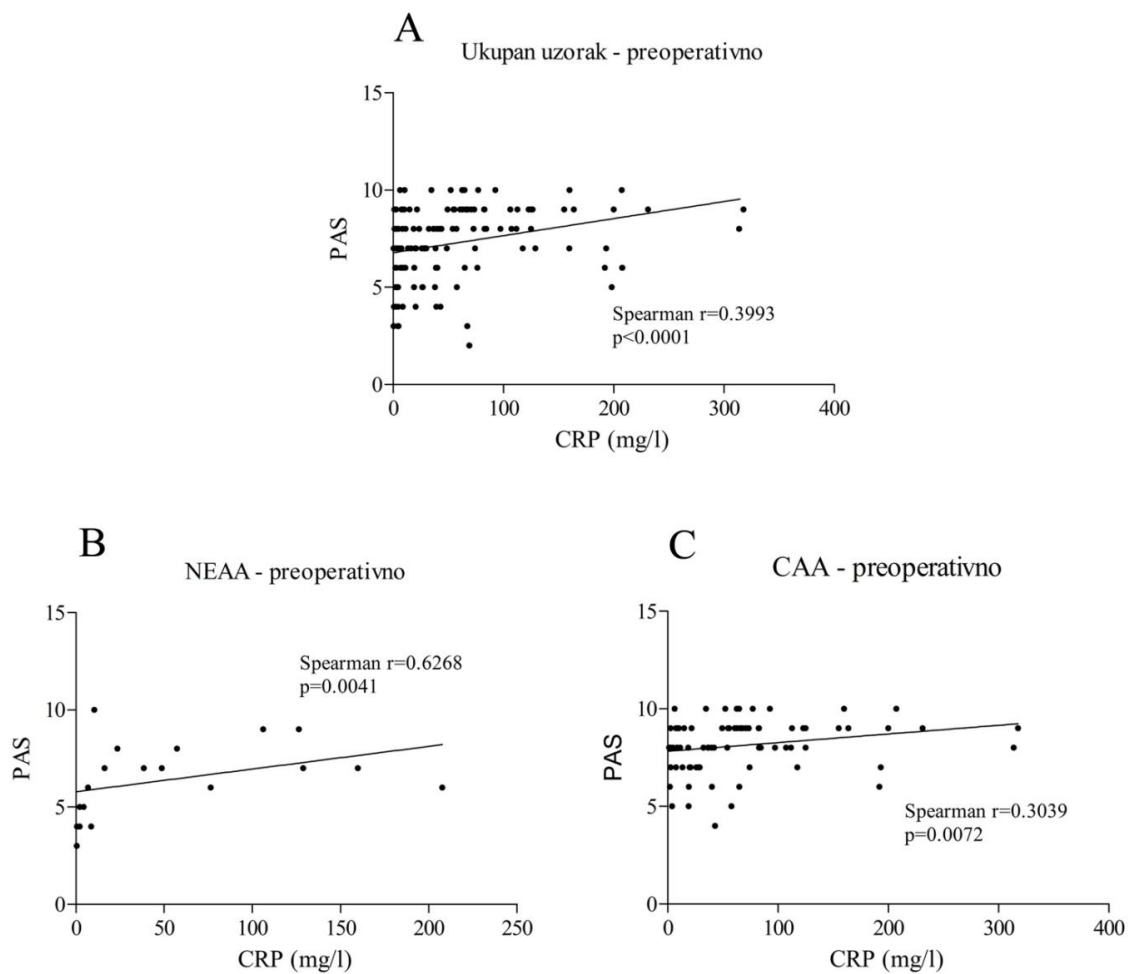 A
Ukupan uzorak - preoperativno
15
10
5
0
PAS
Spearman r=0.3993
p<0.0001
0 100 200 300 400
CRP (mg/l)
B
NEAA - preoperativno
15
10
5
0
PAS
Spearman r=0.6268
p=0.0041
0 50 100 150 200 250
CRP (mg/l)
C
CAA - preoperativno
15
10
5
0
PAS
Spearman r=0.3039
p=0.0072
0 100 200 300 400
CRP (mg/l)